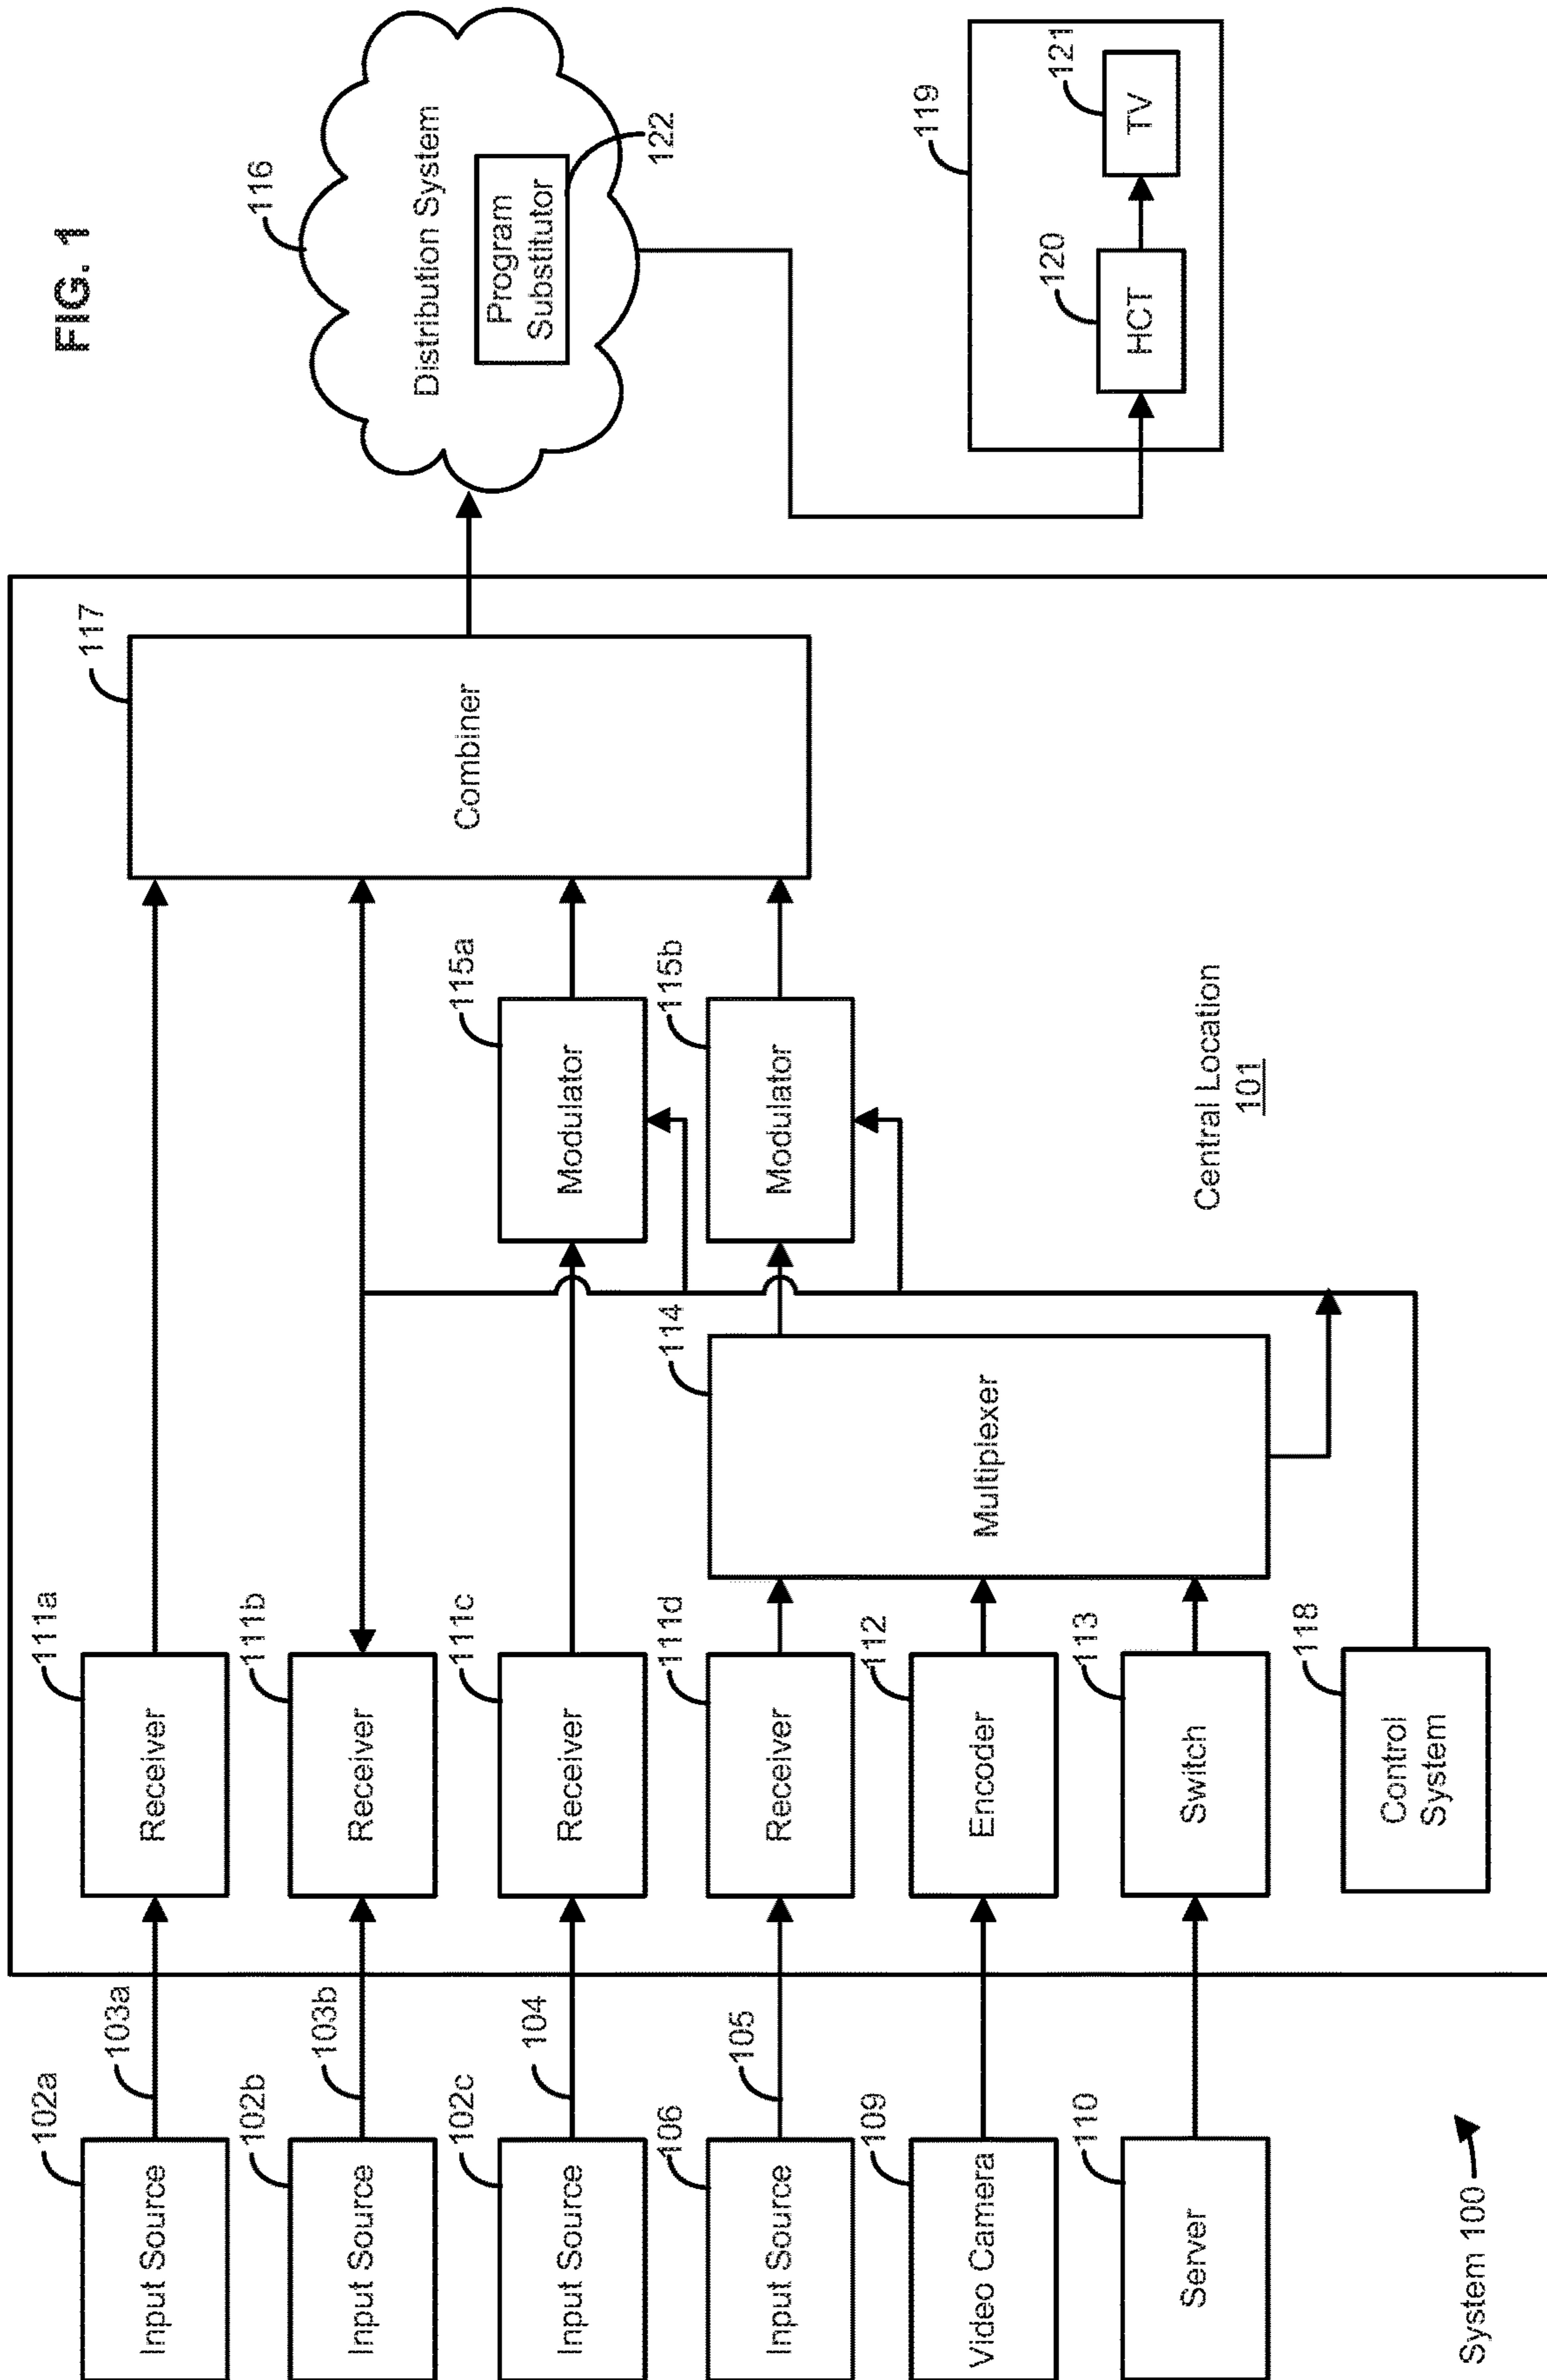 FIG. 1
116
Distribution System
Program
Substitutor
122
119
120
HCT
121
TV
117
Combiner
115a
Modulator
115b
Modulator
114
Multiplexer
Central Location
101
111a
Receiver
111b
Receiver
111c
Receiver
111d
Receiver
112
Encoder
113
Switch
118
Control
System
102a
Input Source
103a
102b
Input Source
103b
102c
Input Source
104
106
Input Source
105
109
Video Camera
110
Server
System 100